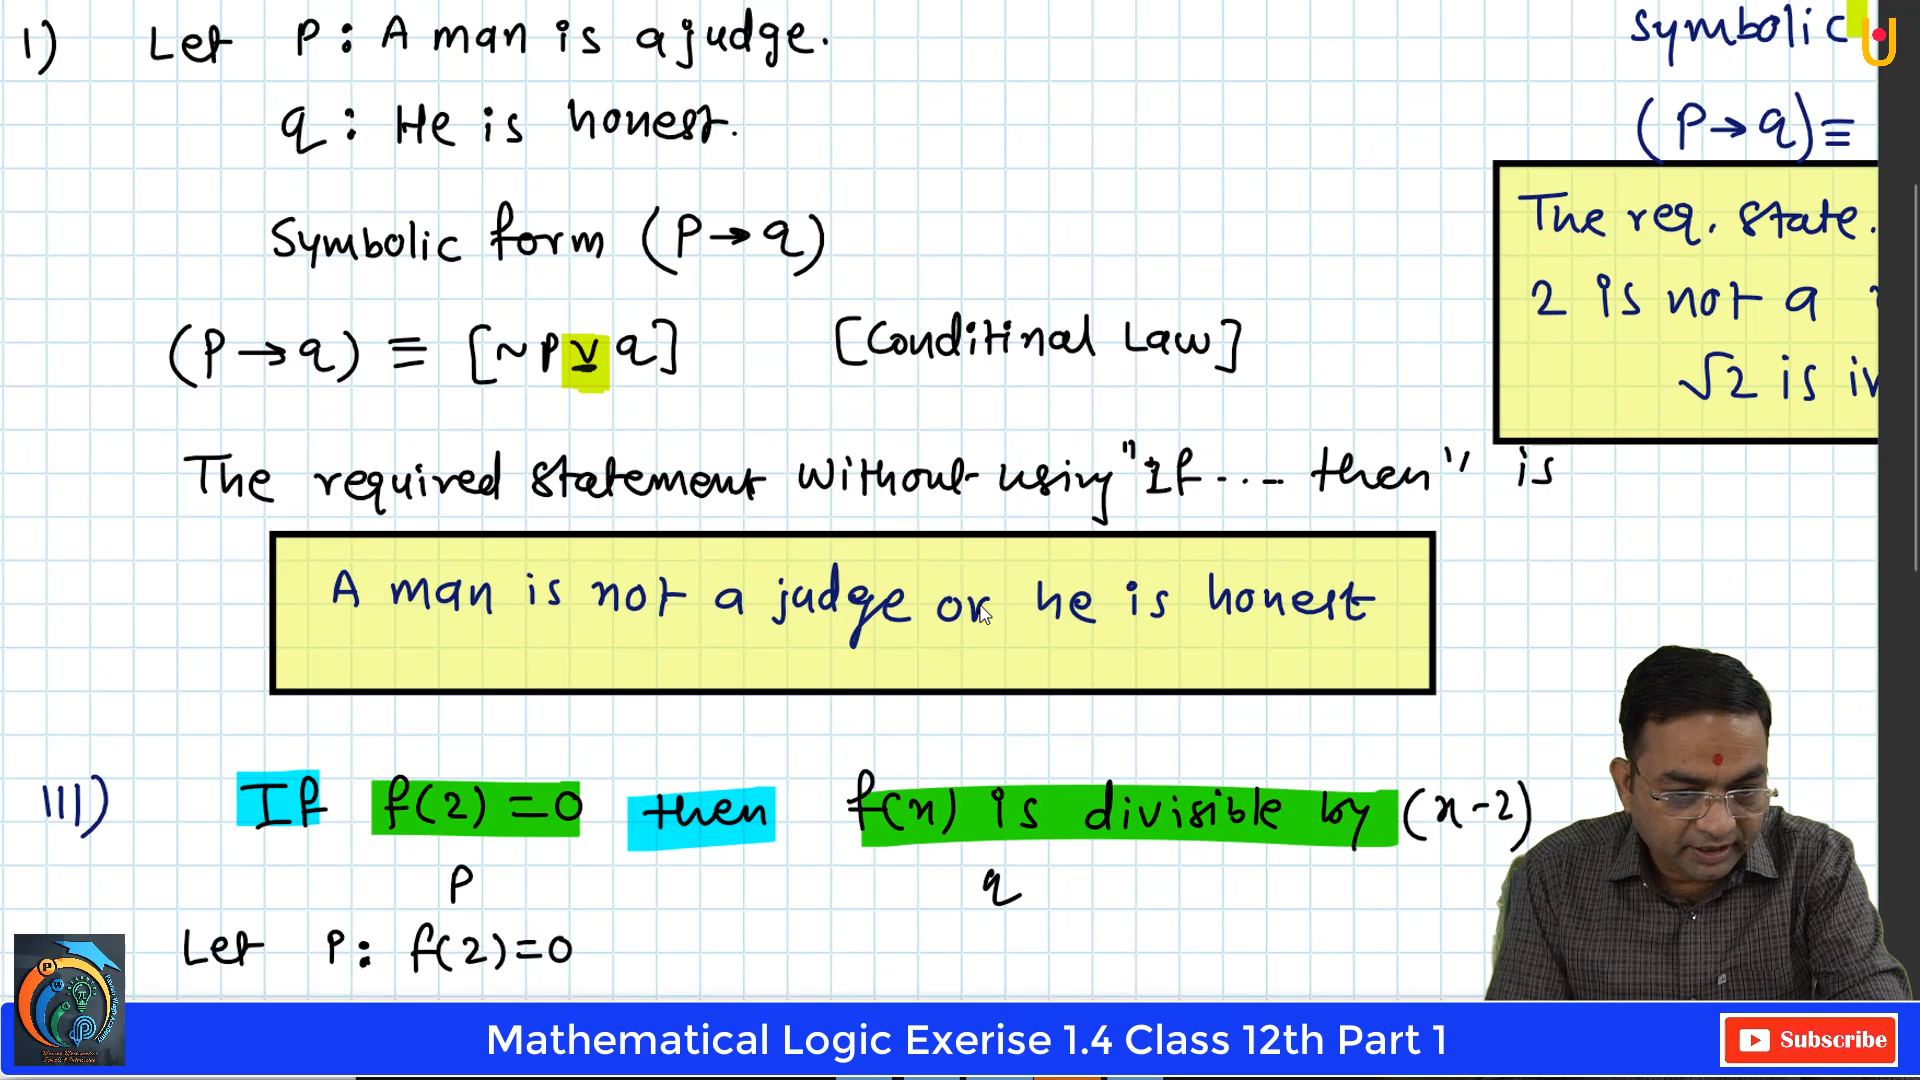 1) Let P : A man is a judge.
q : He is honest.
Symbolic form (P→q)
(P→q) ≡ [~p ∨ q] [Conditinal Law]
The required statement without using "If ... then" is
A man is not a judge or he is honest
symbolic
(P→q) ≡
The req. state.
2 is not a
√2 is
III) If f(2)=0 then f(x) is divisible by (x-2)
P q
Let P: f(2)=0
Mathematical Logic Exerise 1.4 Class 12th Part 1
Subscribe